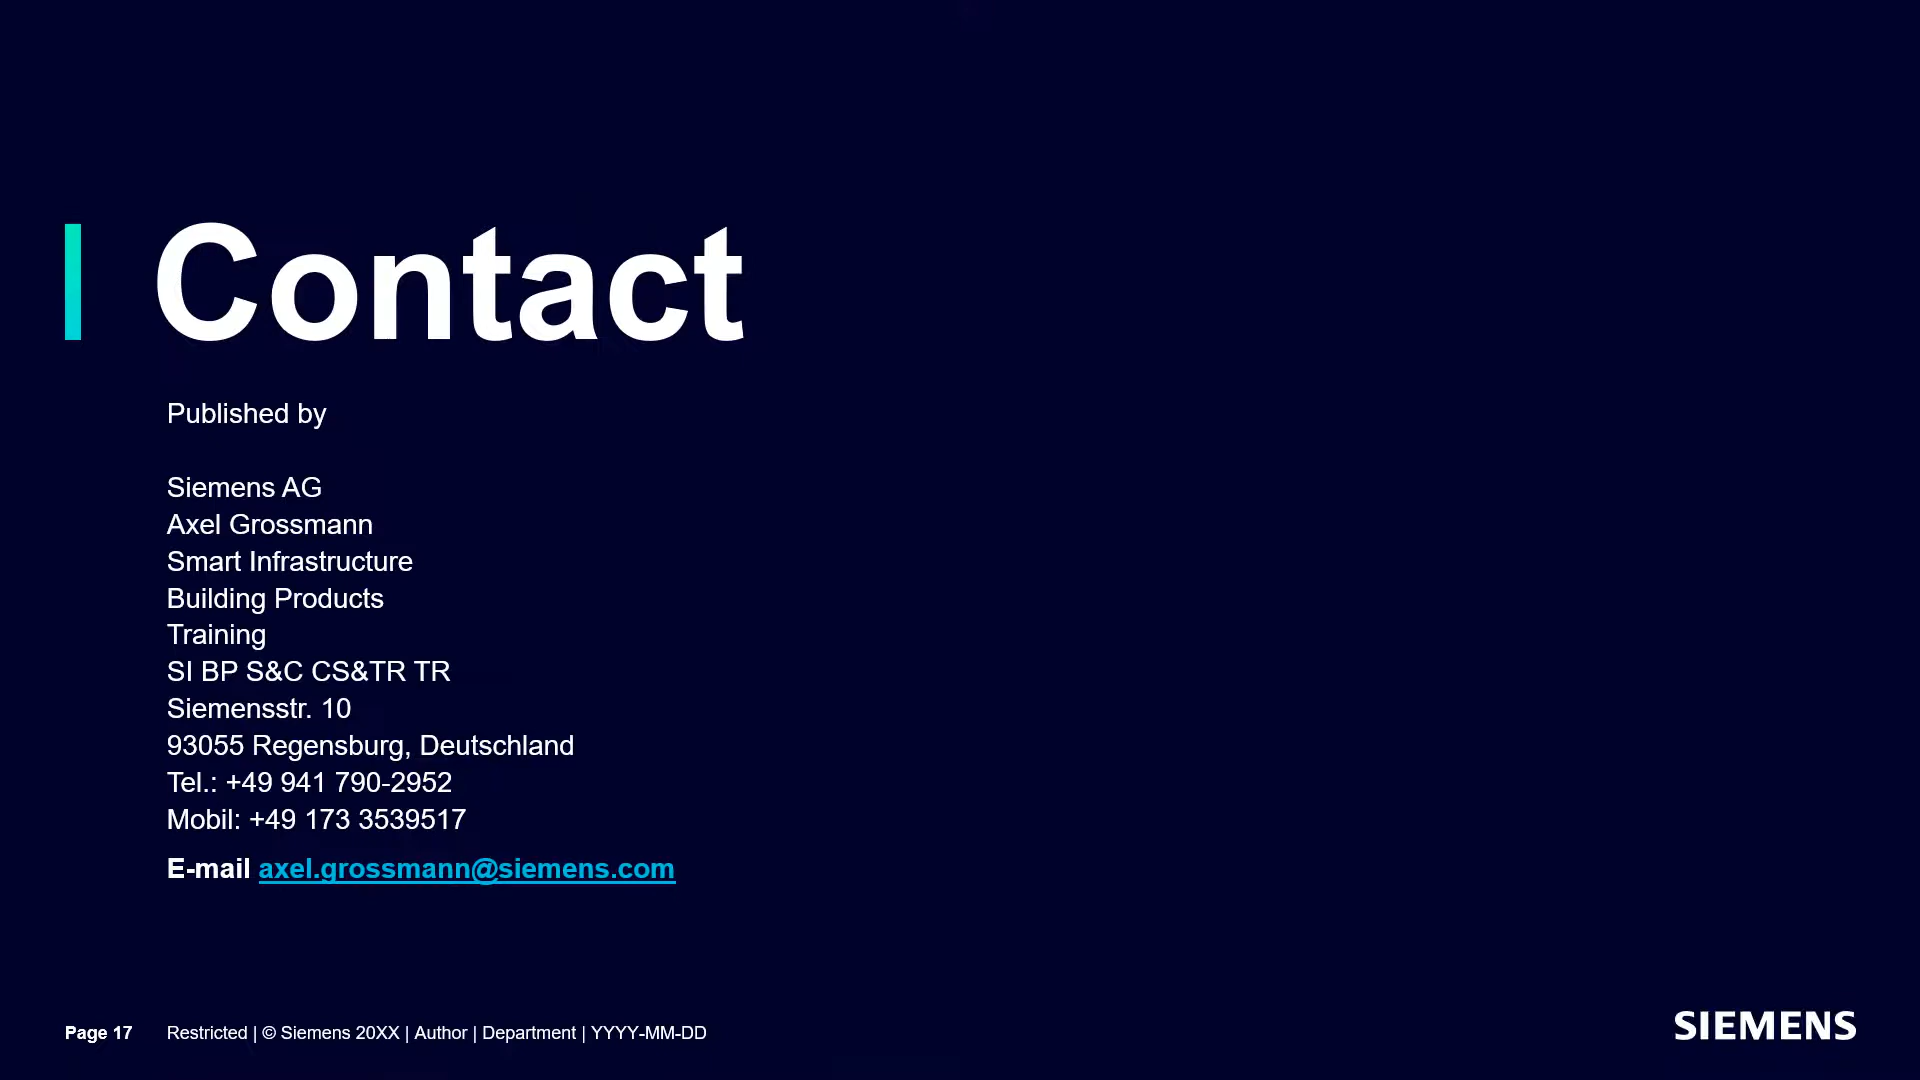 Contact
Published by
Siemens AG
Axel Grossmann
Smart Infrastructure
Building Products
Training
SI BP S&C CS&TR TR
Siemensstr. 10
93055 Regensburg, Deutschland
Tel.: +49 941 790-2952
Mobil: +49 173 3539517
E-mail axel.grossmann@siemens.com
Page 17 Restricted | © Siemens 20XX | Author | Department | YYYY-MM-DD
SIEMENS